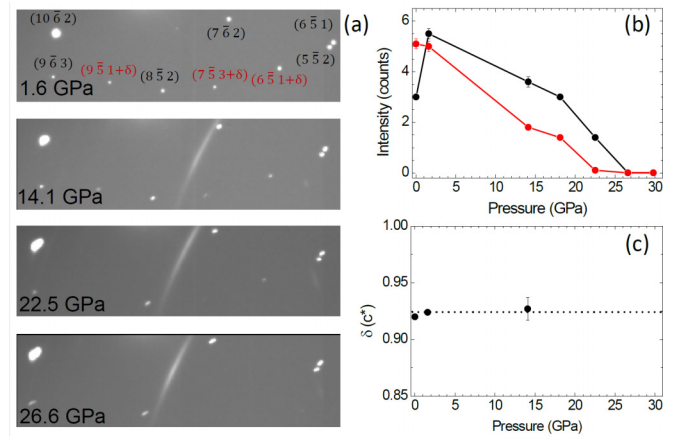 (a)
(10 6̅ 2)
(7 6̅ 2)
(6 5̅ 1)
(5 5̅ 2)
(9 6̅ 3)
(9 5̅ 1+δ)
(8 5̅ 2)
(7 5̅ 3+δ)
(6 5̅ 1+δ)
1.6 GPa
14.1 GPa
22.5 GPa
26.6 GPa
(b)
Intensity (counts)
6
4
2
0
0 5 10 15 20 25 30
Pressure (GPa)
(c)
δ (c*)
1.00
0.95
0.90
0.85
0 5 10 15 20 25 30
Pressure (GPa)